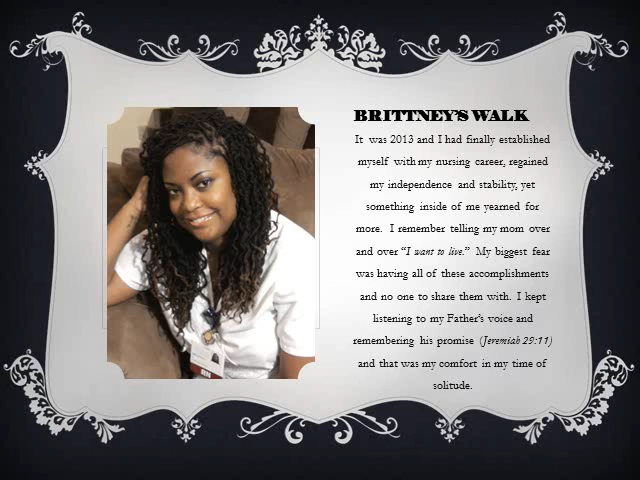 BRITTNEY'S WALK
It was 2013 and I had finally established
myself with my nursing career, regained
my independence and stability, yet
something inside of me yearned for
more. I remember telling my mom over
and over "I want to live." My biggest fear
was having all of these accomplishments
and no one to share them with. I kept
listening to my Father's voice and
remembering his promise (Jeremiah 29:11)
and that was my comfort in my time of
solitude.
RN